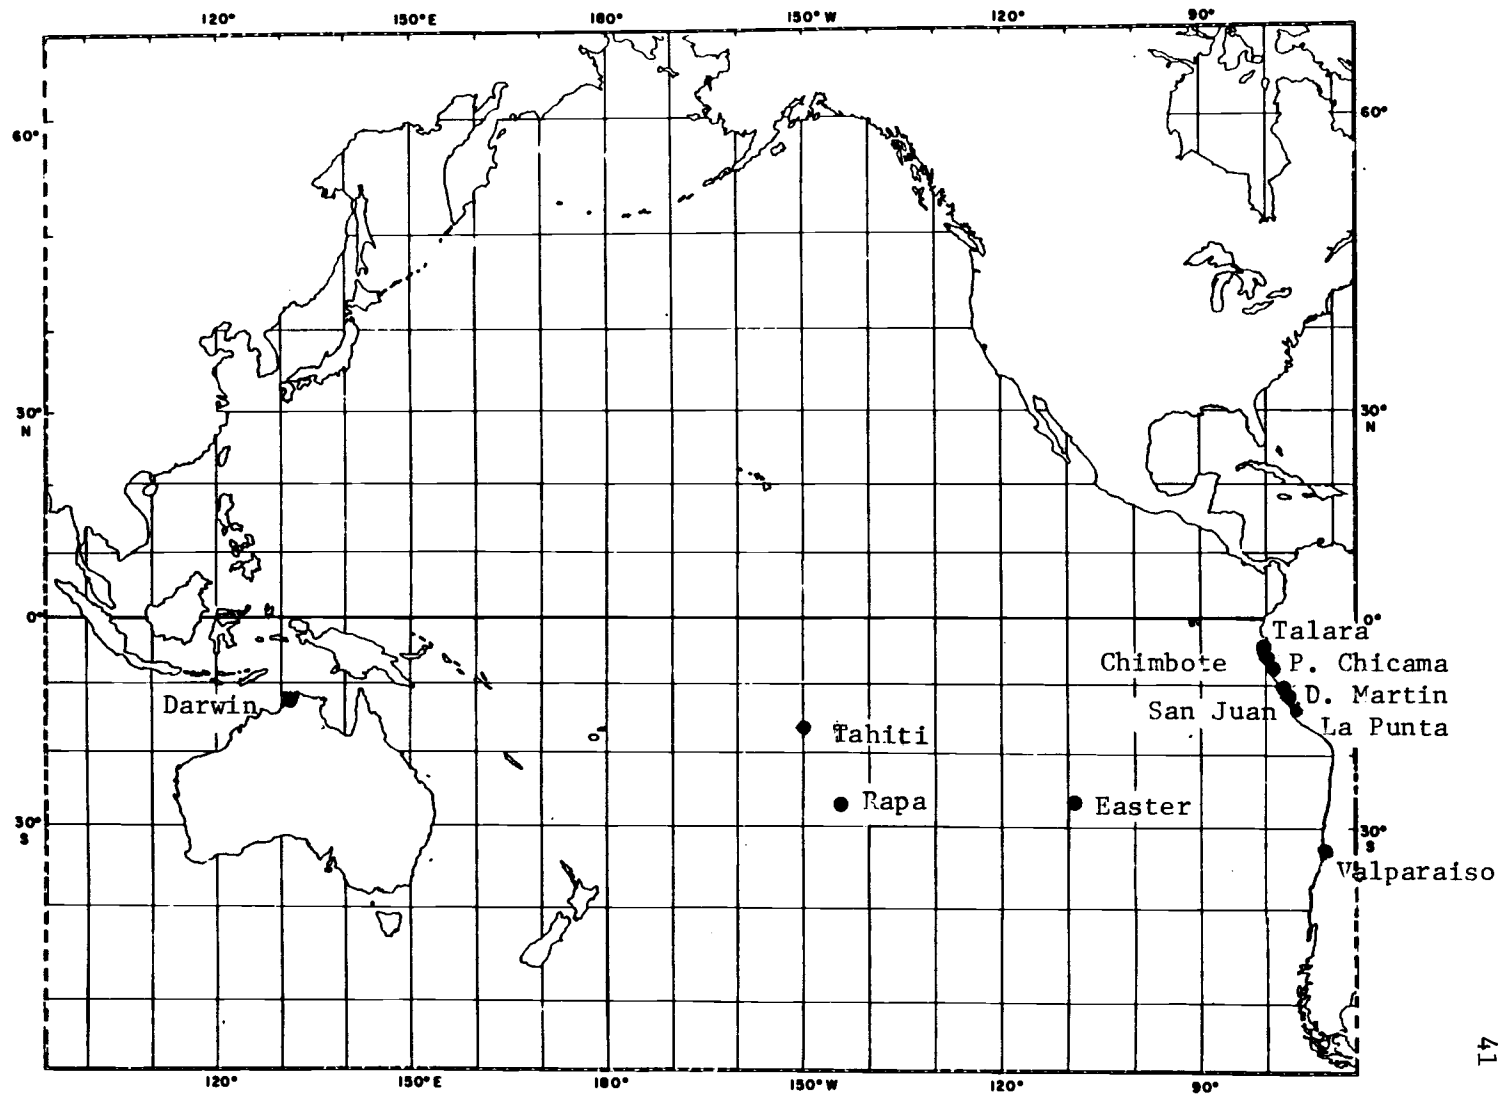 120° 150°E 180° 150°W 120° 90°
60° 60°
30° 30°
N N
0° 0°
Talara
Chimbote P. Chicama
Darwin D. Martin
San Juan
La Punta
Tahiti
Rapa Easter
30° 30°
S S
Valparaiso
120° 150°E 180° 150°W 120° 90°
41